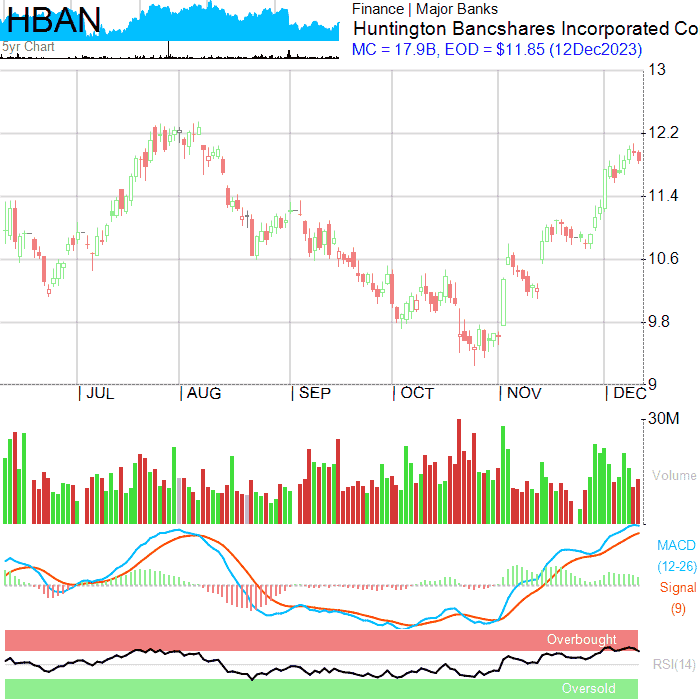 HBAN
5yr Chart
Finance | Major Banks
Huntington Bancshares Incorporated Co
MC = 17.9B, EOD = $11.85 (12Dec2023)
13
12.2
11.4
10.6
9.8
9
JUL AUG SEP OCT NOV DEC
30M
Volume
MACD
(12-26)
Signal
(9)
Overbought
RSI(14)
Oversold